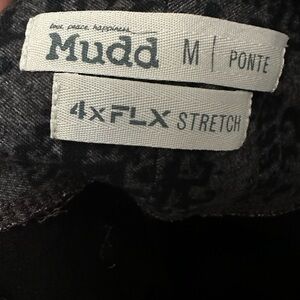 love. peace. happiness.
Mudd M | PONTE
4xFLX STRETCH